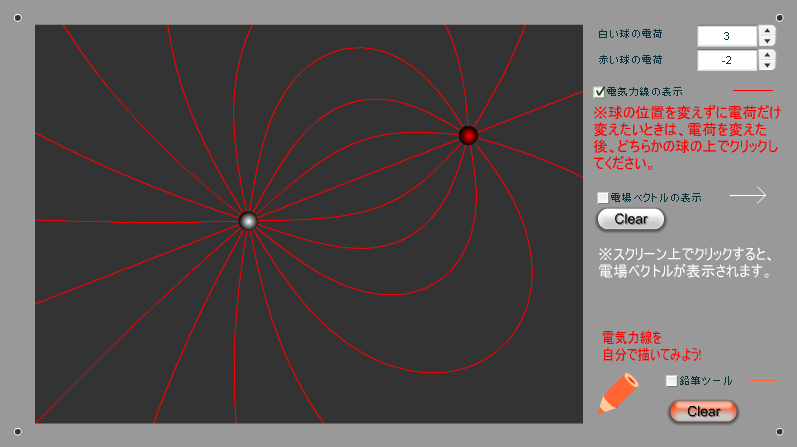 白い球の電荷 3
赤い球の電荷 -2
電気力線の表示
※球の位置を変えずに電荷だけ
変えたいときは、電荷を変えた
後、どちらかの球の上でクリックし
てください。
電場ベクトルの表示
Clear
※スクリーン上でクリックすると、
電場ベクトルが表示されます。
電気力線を
自分で描いてみよう!
鉛筆ツール
Clear